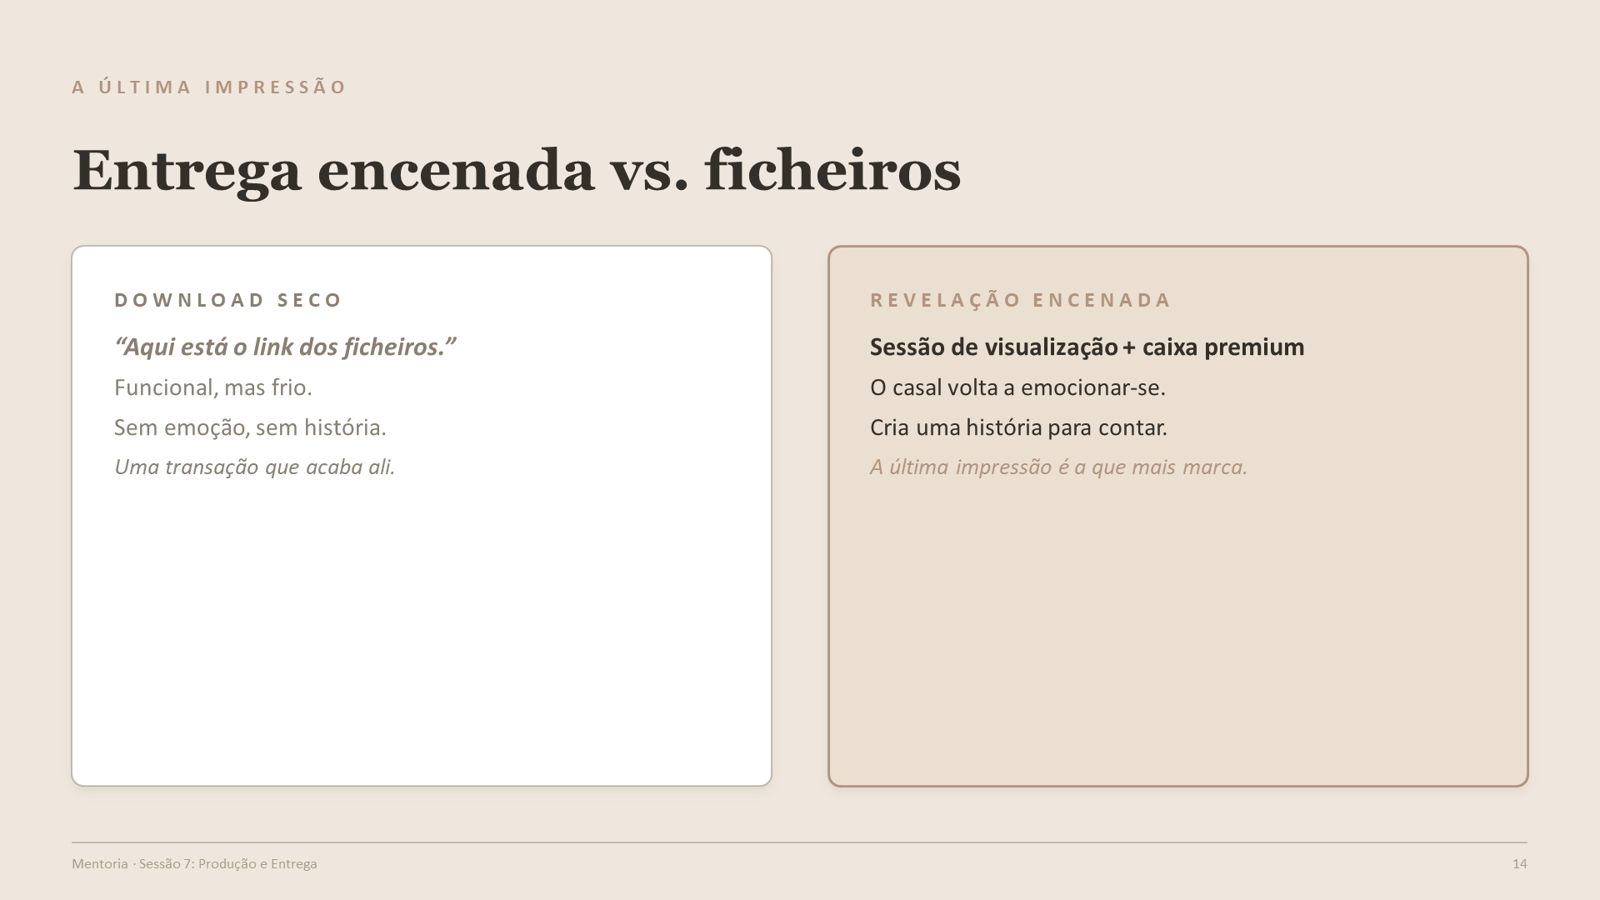 A ÚLTIMA IMPRESSÃO
Entrega encenada vs. ficheiros
DOWNLOAD SECO
“Aqui está o link dos ficheiros.”
Funcional, mas frio.
Sem emoção, sem história.
Uma transação que acaba ali.
REVELAÇÃO ENCENADA
Sessão de visualização + caixa premium
O casal volta a emocionar-se.
Cria uma história para contar.
A última impressão é a que mais marca.
Mentoria · Sessão 7: Produção e Entrega
14